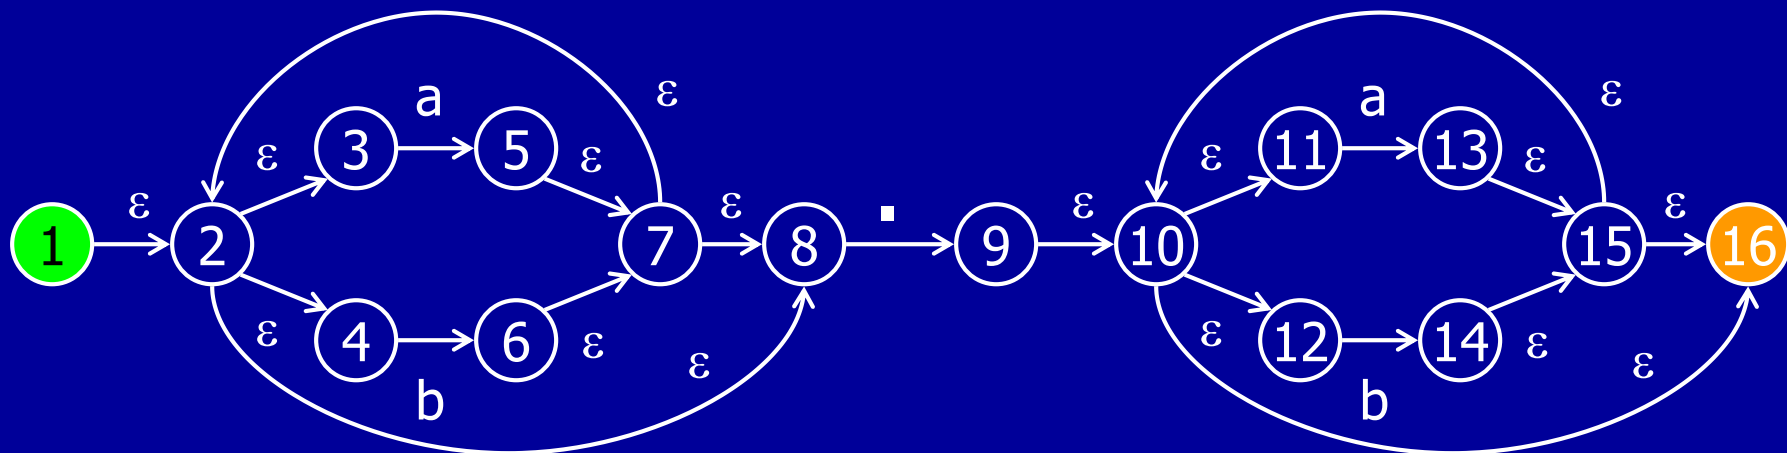 ε ε
a a
3 5 11 13
ε ε ε ε
ε ε . ε ε
1 2 7 8 9 10 15 16
ε ε ε ε
4 6 12 14
ε ε
b b